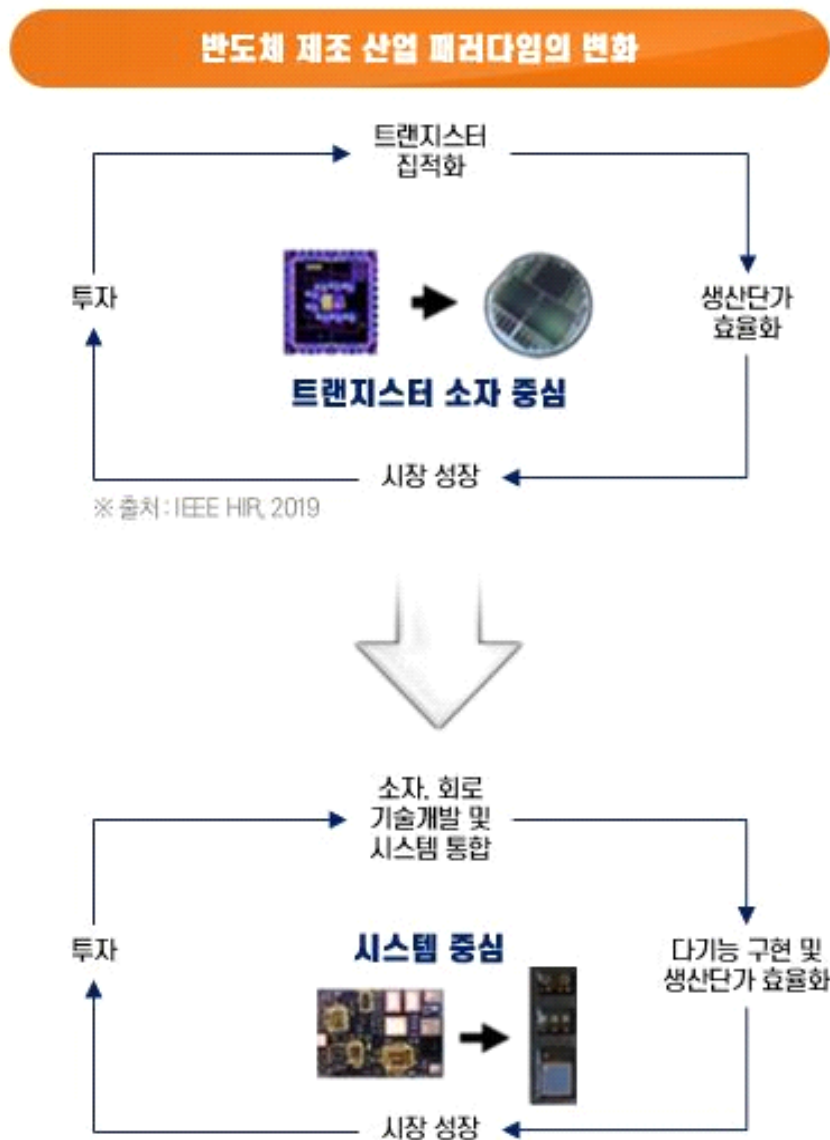 반도체 제조 산업 패러다임의 변화
트랜지스터
집적화
투자
생산단가
효율화
트랜지스터 소자 중심
시장 성장
※ 출처 : IEEE HIR, 2019
소자, 회로
기술개발 및
시스템 통합
투자
시스템 중심
다기능 구현 및
생산단가 효율화
시장 성장